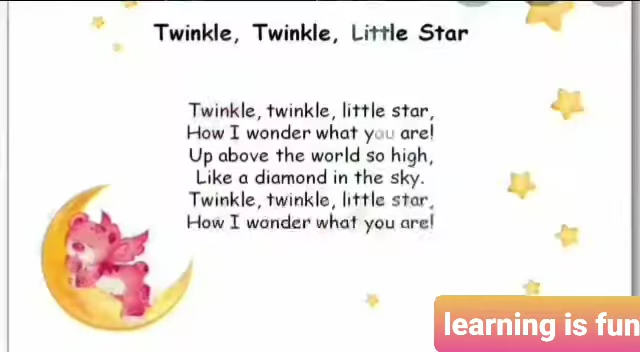 Twinkle, Twinkle, Little Star
Twinkle, twinkle, little star,
How I wonder what you are!
Up above the world so high,
Like a diamond in the sky.
Twinkle, twinkle, little star,
How I wonder what you are!
learning is fun